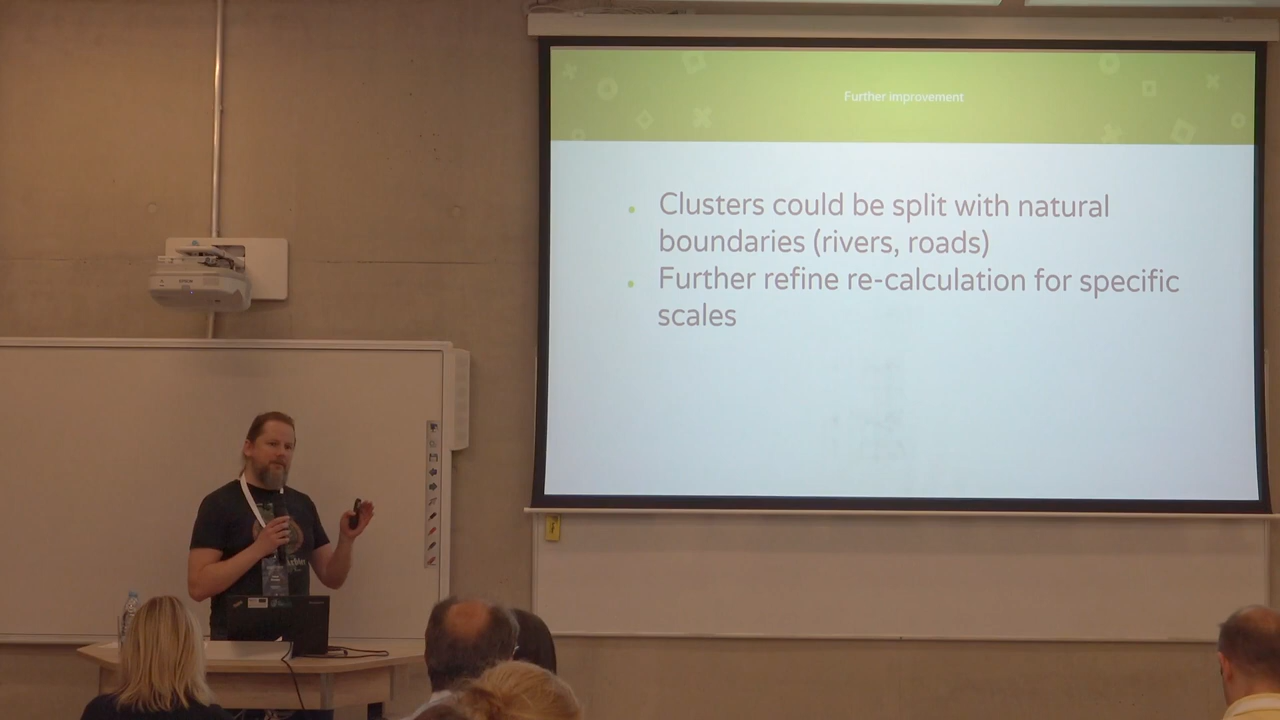 Further improvement
Clusters could be split with natural
boundaries (rivers, roads)
Further refine re-calculation for specific
scales